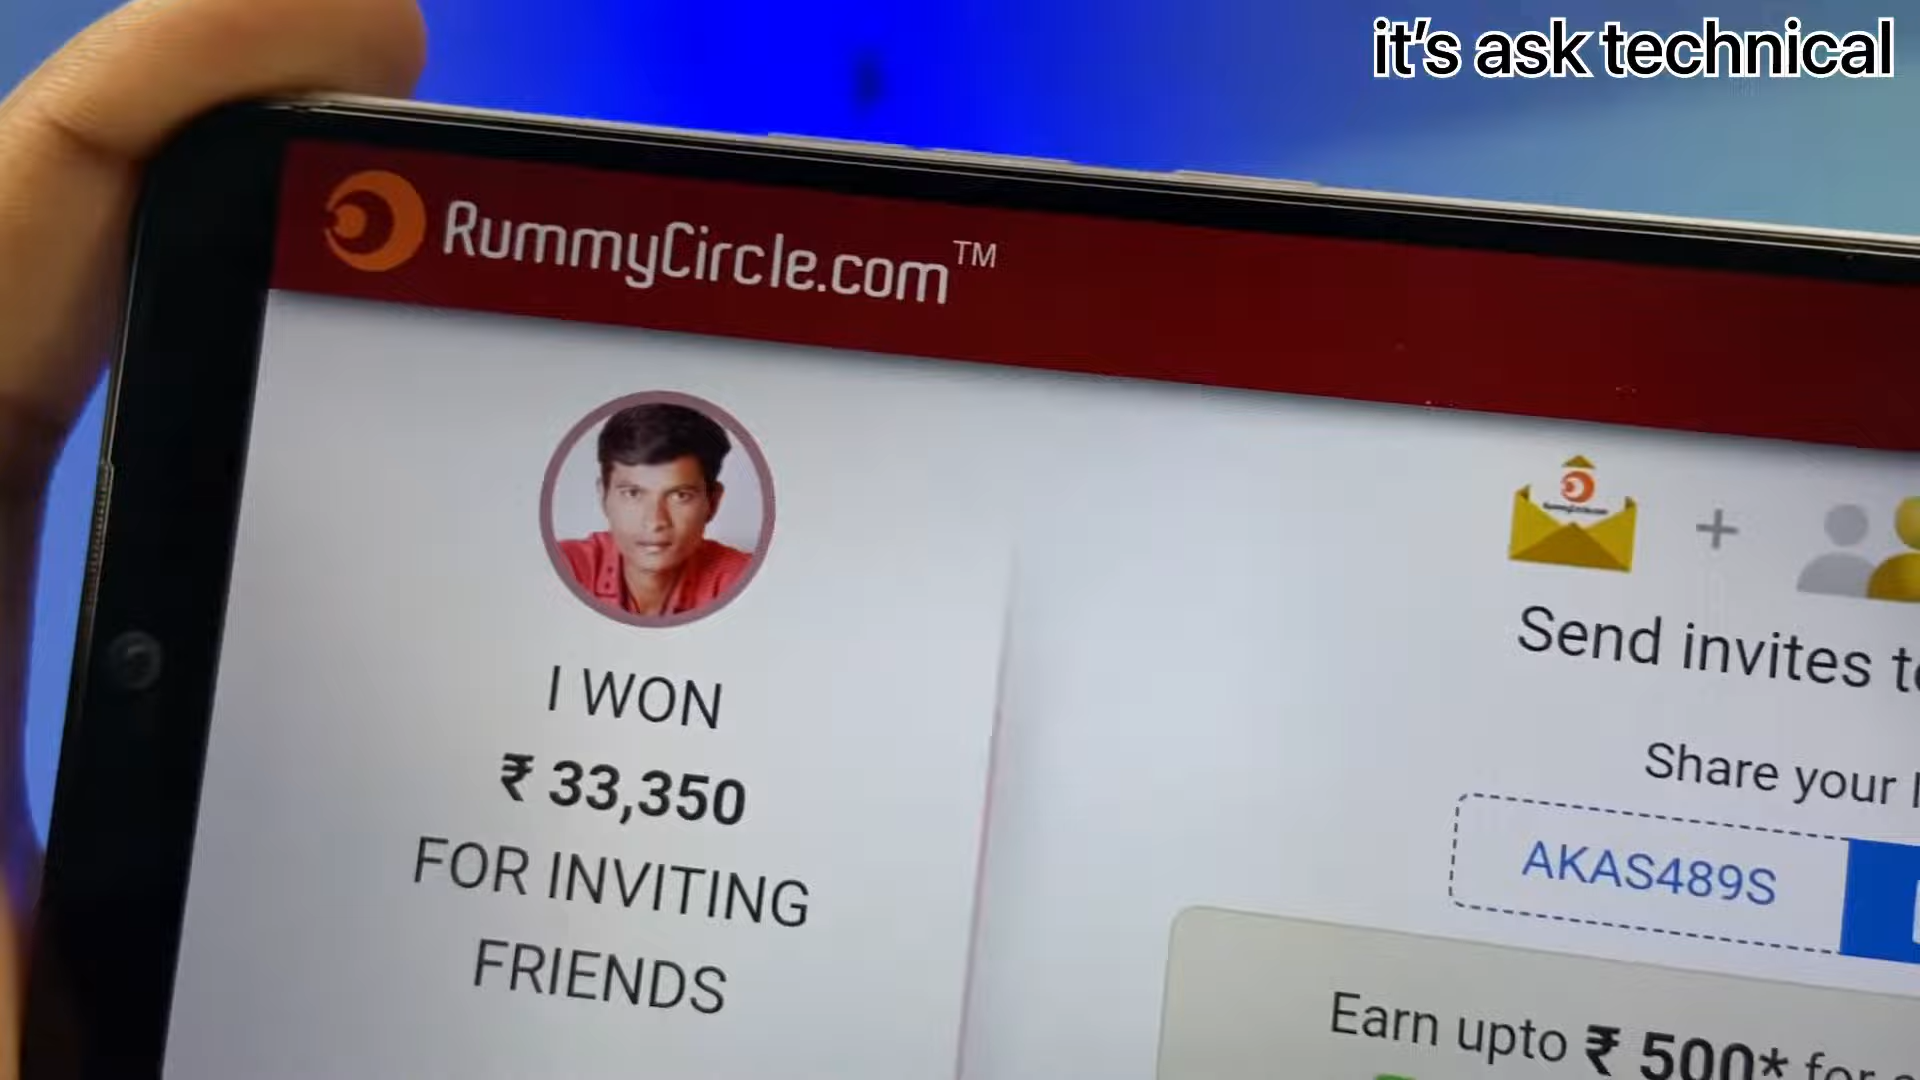 it's ask technical
RummyCircle.com™
I WON
₹ 33,350
FOR INVITING
FRIENDS
Send invites
Share your
AKAS489S
Earn upto ₹ 500* for